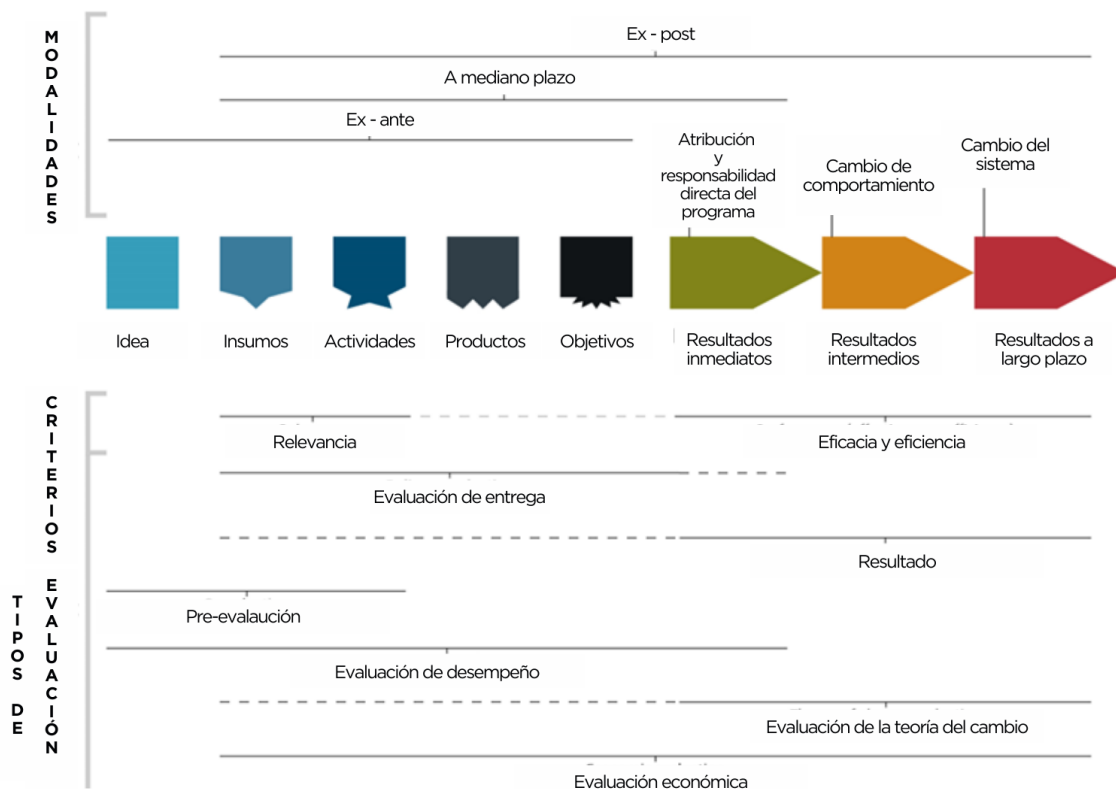 MODALIDADES
Ex - post
A mediano plazo
Ex - ante
Atribución
y
responsabilidad
directa del
programa
Cambio de
comportamiento
Cambio del
sistema
Idea
Insumos
Actividades
Productos
Objetivos
Resultados
inmediatos
Resultados
intermedios
Resultados a
largo plazo
CRITERIOS
Relevancia
Eficacia y eficiencia
Evaluación de entrega
Resultado
TIPOS DE
EVALUACIÓN
Pre-evalaución
Evaluación de desempeño
Evaluación de la teoría del cambio
Evaluación económica